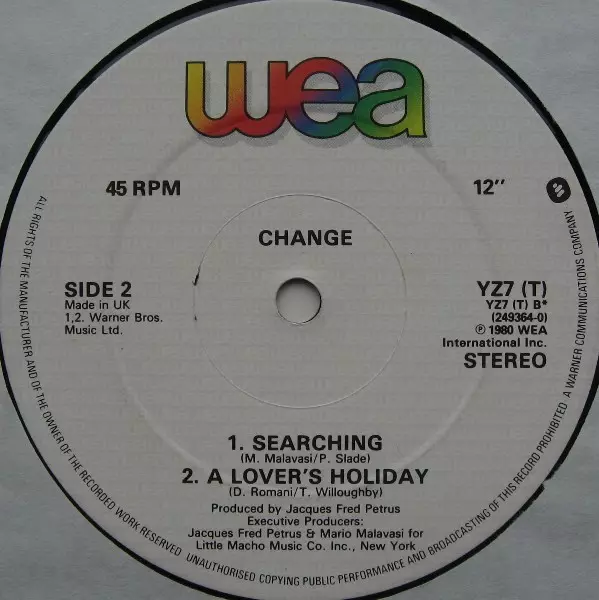 wea
45 RPM
12"
CHANGE
SIDE 2
Made in UK
1,2. Warner Bros.
Music Ltd.
YZ7 (T)
YZ7 (T) B*
(249364-0)
℗ 1980 WEA
International Inc.
STEREO
1. SEARCHING
(M. Malavasi/P. Slade)
2. A LOVER'S HOLIDAY
(D. Romani/T. Willoughby)
Produced by Jacques Fred Petrus
Executive Producers:
Jacques Fred Petrus & Mario Malavasi for
Little Macho Music Co. Inc., New York
ALL RIGHTS OF THE MANUFACTURER AND OF THE OWNER OF THE RECORDED WORK RESERVED UNAUTHORISED COPYING PUBLIC PERFORMANCE AND BROADCASTING OF THIS RECORD PROHIBITED A WARNER COMMUNICATIONS COMPANY